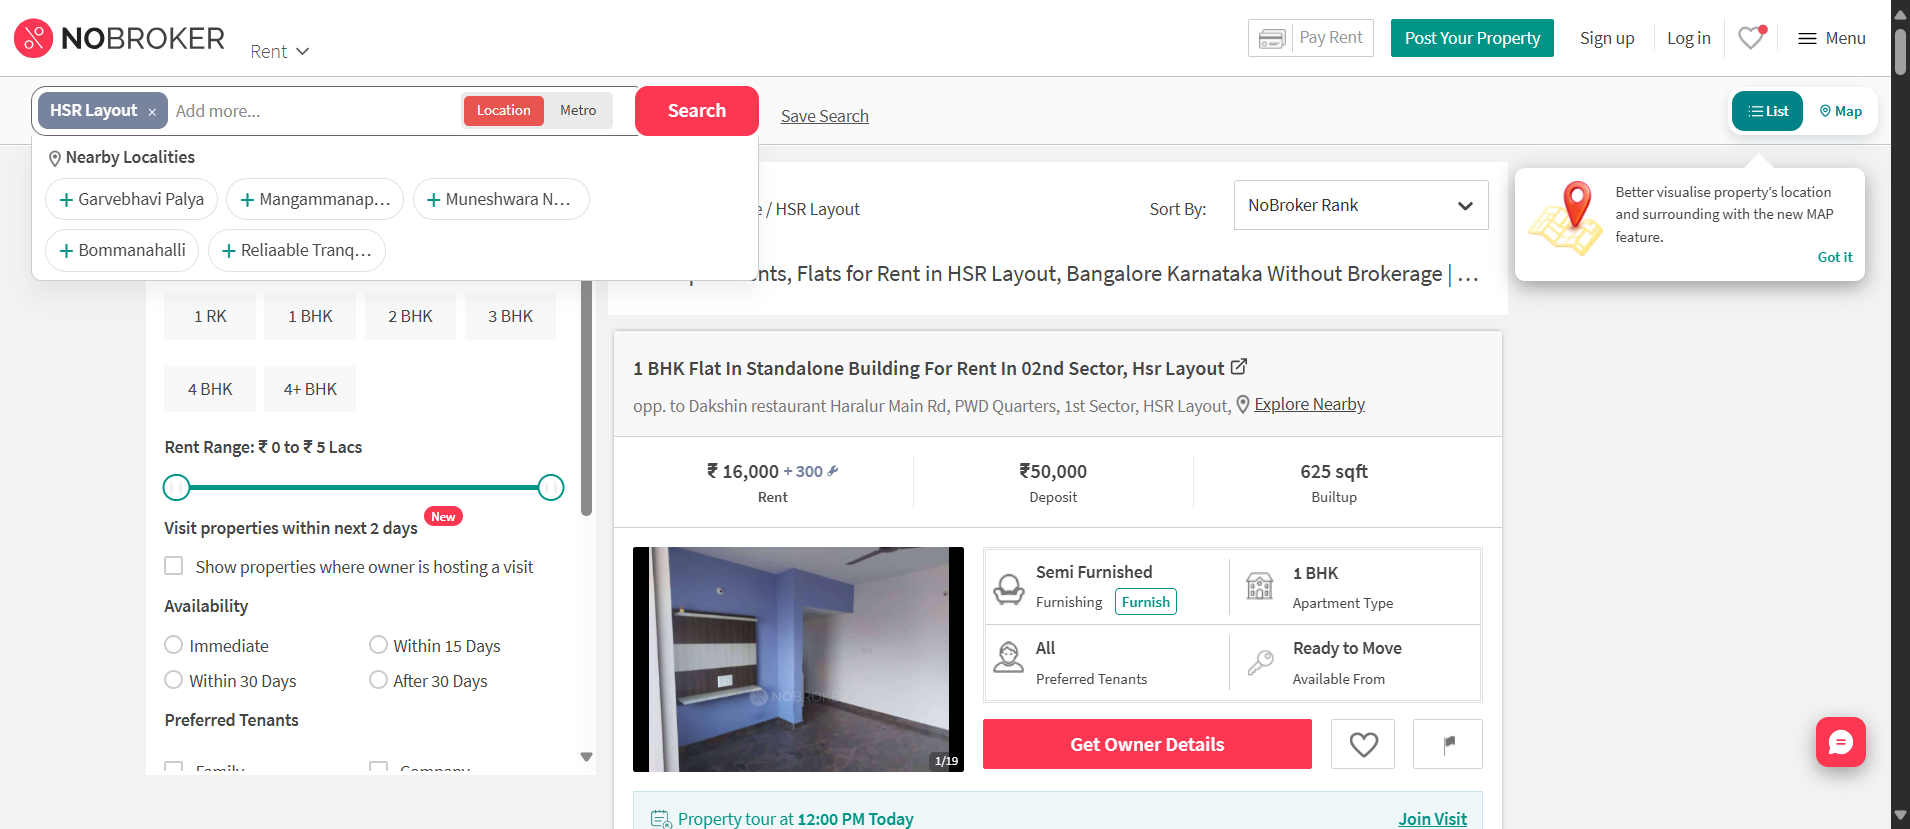 NOBROKER
Rent
Pay Rent
Post Your Property
Sign up
Log in
Menu
HSR Layout ×
Add more...
Location
Metro
Search
Save Search
List
Map
Nearby Localities
+ Garvebhavi Palya
+ Mangammanap...
+ Muneshwara N...
+ Bommanahalli
+ Reliaable Tranq...
e / HSR Layout
Sort By:
NoBroker Rank
nts, Flats for Rent in HSR Layout, Bangalore Karnataka Without Brokerage | ...
Better visualise property's location
and surrounding with the new MAP
feature.
Got it
1 RK
1 BHK
2 BHK
3 BHK
4 BHK
4+ BHK
Rent Range: ₹ 0 to ₹ 5 Lacs
Visit properties within next 2 days
New
Show properties where owner is hosting a visit
Availability
Immediate
Within 15 Days
Within 30 Days
After 30 Days
Preferred Tenants
Family
Company
1 BHK Flat In Standalone Building For Rent In 02nd Sector, Hsr Layout
opp. to Dakshin restaurant Haralur Main Rd, PWD Quarters, 1st Sector, HSR Layout,
Explore Nearby
₹ 16,000 + 300
Rent
₹50,000
Deposit
625 sqft
Builtup
NOBROKER
1/19
Semi Furnished
Furnishing
Furnish
1 BHK
Apartment Type
All
Preferred Tenants
Ready to Move
Available From
Get Owner Details
Property tour at 12:00 PM Today
Join Visit